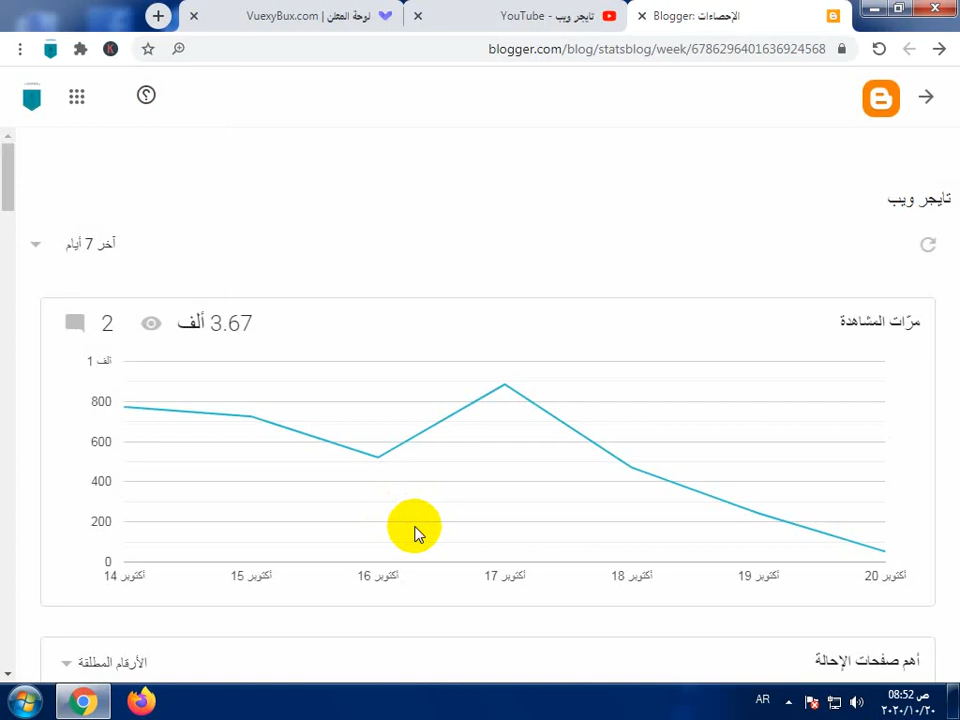 Blogger: الإحصاءات
تايجر ويب - YouTube
لوحة المعلن | VuexyBux.com
blogger.com/blog/statsblog/week/6786296401636924568
K
تايجر ويب
آخر 7 أيام
مرّات المشاهدة
3.67 ألف
2
1 ألف
800
600
400
200
0
14 أكتوبر
15 أكتوبر
16 أكتوبر
17 أكتوبر
18 أكتوبر
19 أكتوبر
20 أكتوبر
أهم صفحات الإحالة
الأرقام المطلقة
AR
08:52 ص
٢٠٢٠/١٠/٢٠